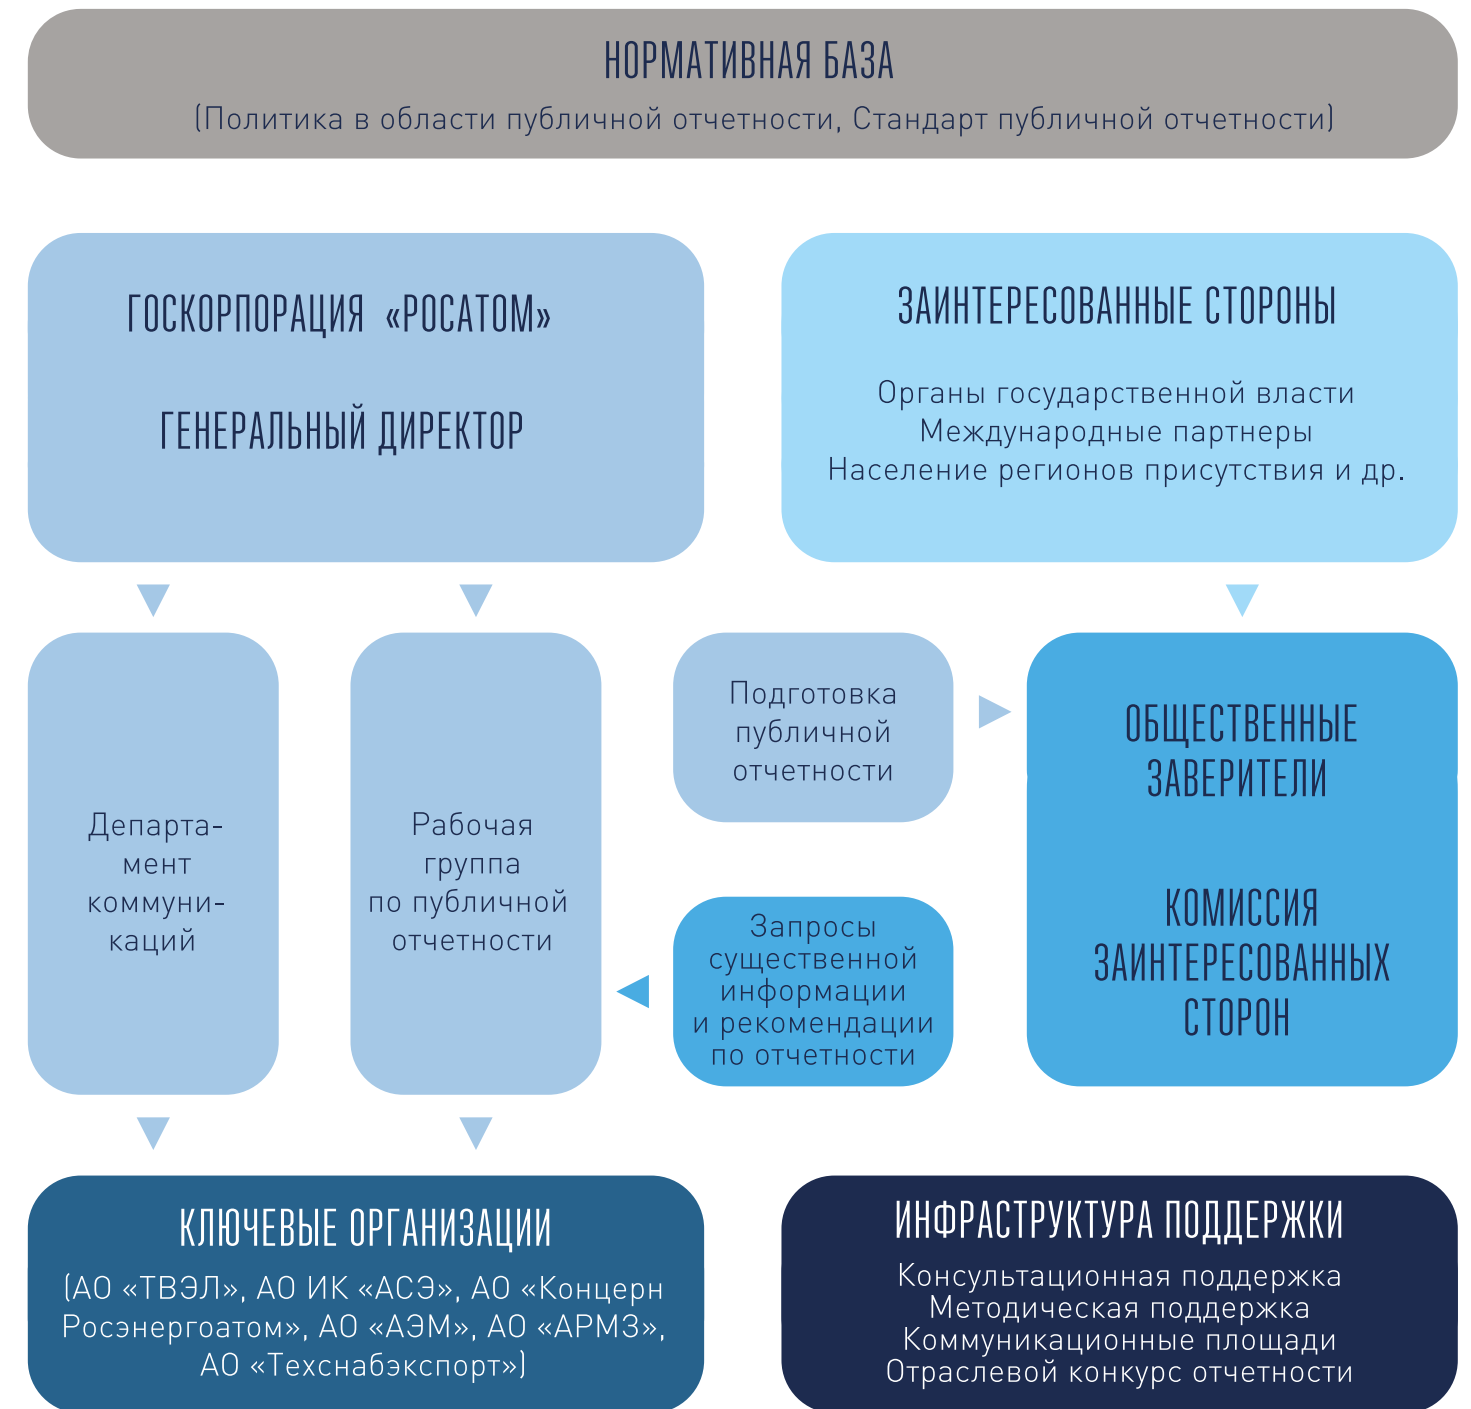 НОРМАТИВНАЯ БАЗА
(Политика в области публичной отчетности, Стандарт публичной отчетности)
ГОСКОРПОРАЦИЯ «РОСАТОМ»
ГЕНЕРАЛЬНЫЙ ДИРЕКТОР
ЗАИНТЕРЕСОВАННЫЕ СТОРОНЫ
Органы государственной власти
Международные партнеры
Население регионов присутствия и др.
Департа-
мент
коммуни-
каций
Рабочая
группа
по публичной
отчетности
Подготовка
публичной
отчетности
Запросы
существенной
информации
и рекомендации
по отчетности
ОБЩЕСТВЕННЫЕ
ЗАВЕРИТЕЛИ
КОМИССИЯ
ЗАИНТЕРЕСОВАННЫХ
СТОРОН
КЛЮЧЕВЫЕ ОРГАНИЗАЦИИ
(АО «ТВЭЛ», АО ИК «АСЭ», АО «Концерн
Росэнергоатом», АО «АЭМ», АО «АРМЗ»,
АО «Техснабэкспорт»)
ИНФРАСТРУКТУРА ПОДДЕРЖКИ
Консультационная поддержка
Методическая поддержка
Коммуникационные площади
Отраслевой конкурс отчетности